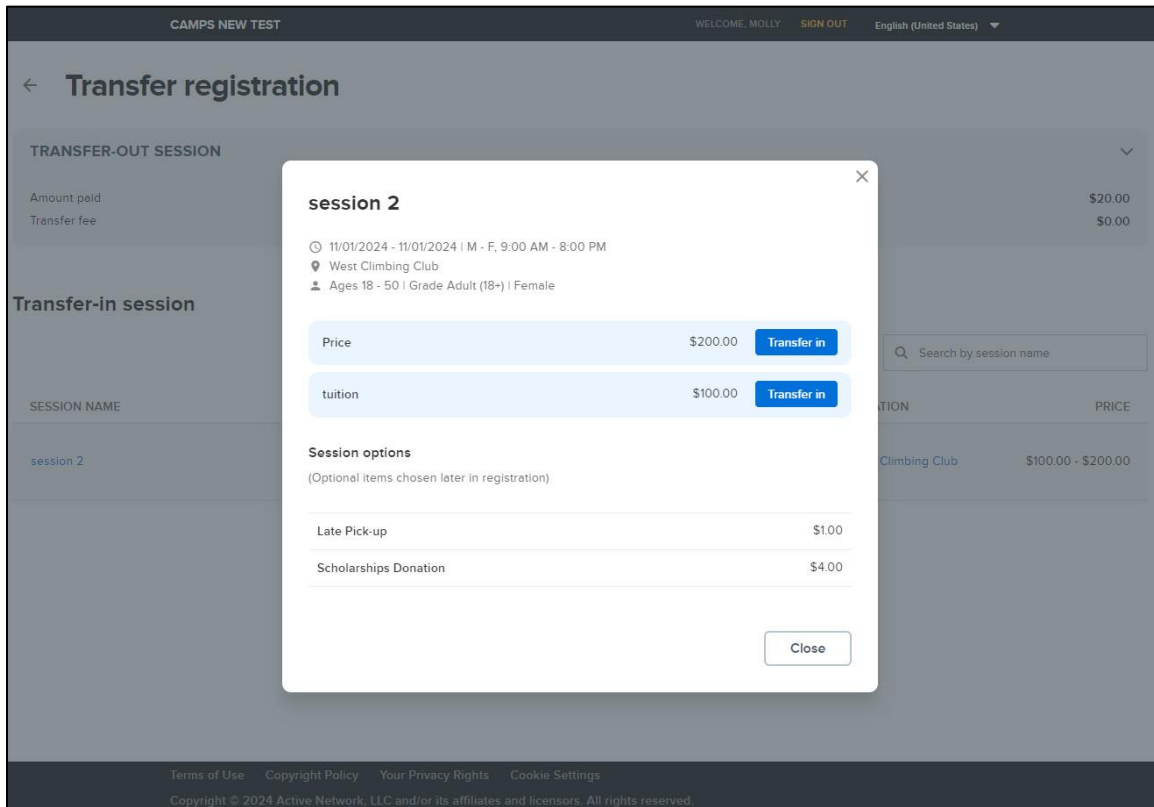 CAMPS NEW TEST
WELCOME, MOLLY SIGN OUT English (United States)
Transfer registration
TRANSFER-OUT SESSION
Amount paid $20.00
Transfer fee $0.00
Transfer-in session
Search by session name
SESSION NAME PRICE
session 2 Climbing Club $100.00 - $200.00
session 2
11/01/2024 - 11/01/2024 | M - F, 9:00 AM - 8:00 PM
West Climbing Club
Ages 18 - 50 | Grade Adult (18+) | Female
Price $200.00 Transfer in
tuition $100.00 Transfer in
Session options
(Optional items chosen later in registration)
Late Pick-up $1.00
Scholarships Donation $4.00
Close
Terms of Use Copyright Policy Your Privacy Rights Cookie Settings
Copyright © 2024 Active Network, LLC and/or its affiliates and licensors. All rights reserved.